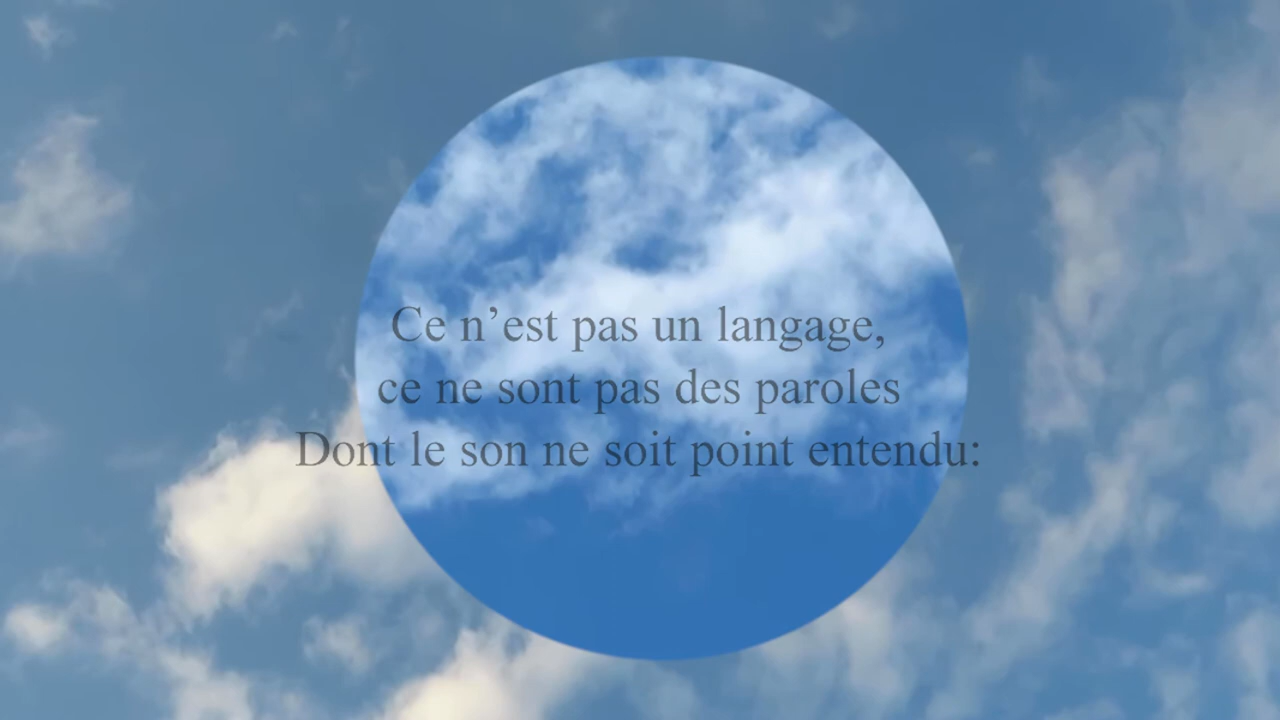 Ce n’est pas un langage,
ce ne sont pas des paroles
Dont le son ne soit point entendu: